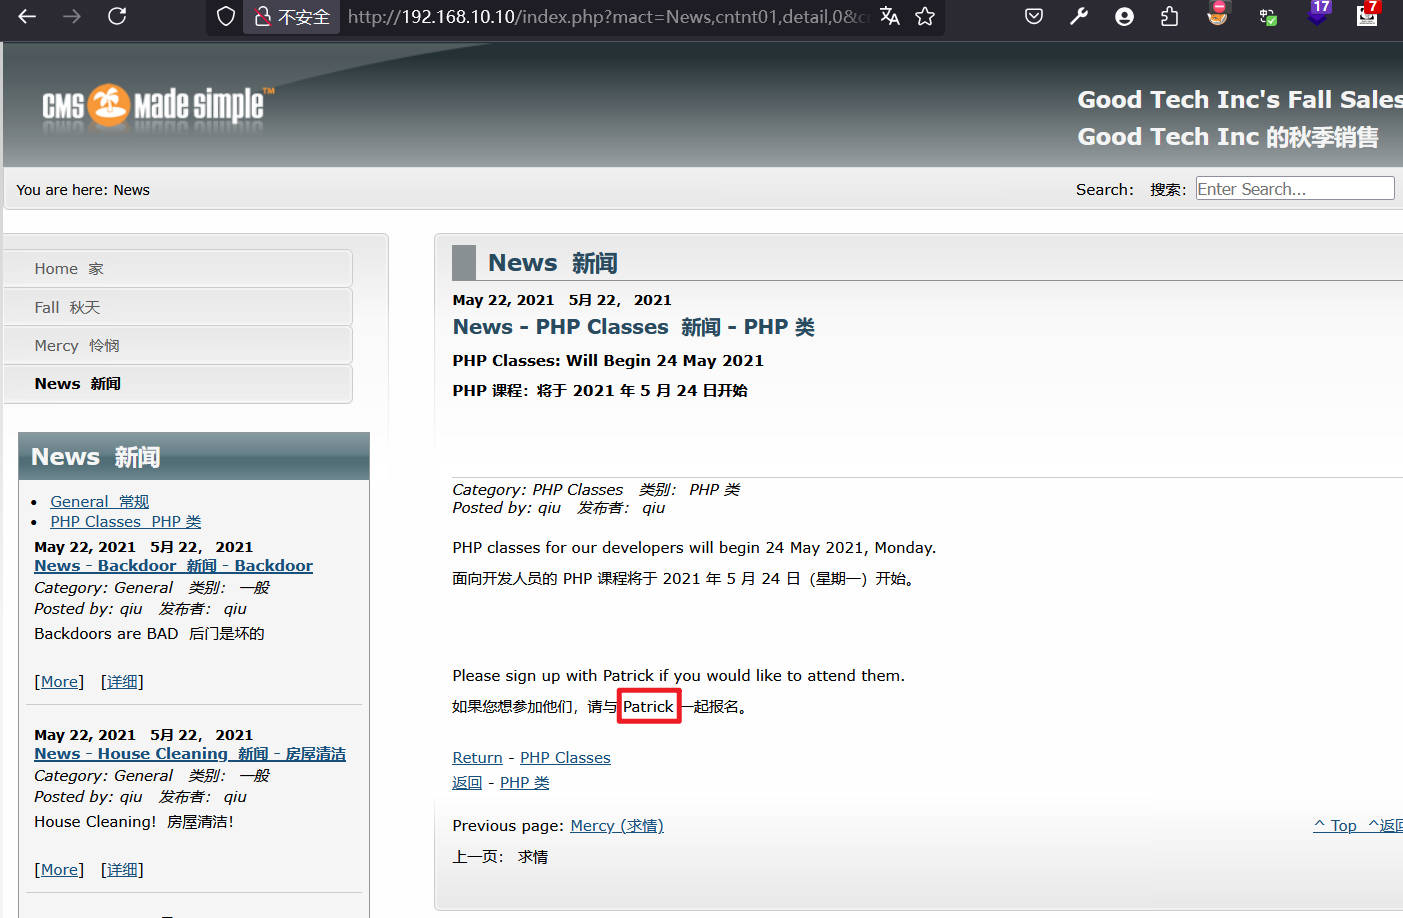 不安全 http://192.168.10.10/index.php?mact=News,cntnt01,detail,0&c
17
7
CMS Made Simple™
Good Tech Inc's Fall Sales
Good Tech Inc 的秋季销售
You are here: News
Search: 搜索: Enter Search...
Home 家
Fall 秋天
Mercy 怜悯
News 新闻
News 新闻
General 常规
PHP Classes PHP 类
May 22, 2021 5月 22， 2021
News - Backdoor 新闻 - Backdoor
Category: General 类别： 一般
Posted by: qiu 发布者： qiu
Backdoors are BAD 后门是坏的
[More] [详细]
May 22, 2021 5月 22， 2021
News - House Cleaning 新闻 - 房屋清洁
Category: General 类别： 一般
Posted by: qiu 发布者： qiu
House Cleaning! 房屋清洁！
[More] [详细]
News 新闻
May 22, 2021 5月 22， 2021
News - PHP Classes 新闻 - PHP 类
PHP Classes: Will Begin 24 May 2021
PHP 课程：将于 2021 年 5 月 24 日开始
Category: PHP Classes 类别： PHP 类
Posted by: qiu 发布者： qiu
PHP classes for our developers will begin 24 May 2021, Monday.
面向开发人员的 PHP 课程将于 2021 年 5 月 24 日（星期一）开始。
Please sign up with Patrick if you would like to attend them.
如果您想参加他们，请与 Patrick 一起报名。
Return - PHP Classes
返回 - PHP 类
Previous page: Mercy (求情)
^ Top ^返回
上一页： 求情